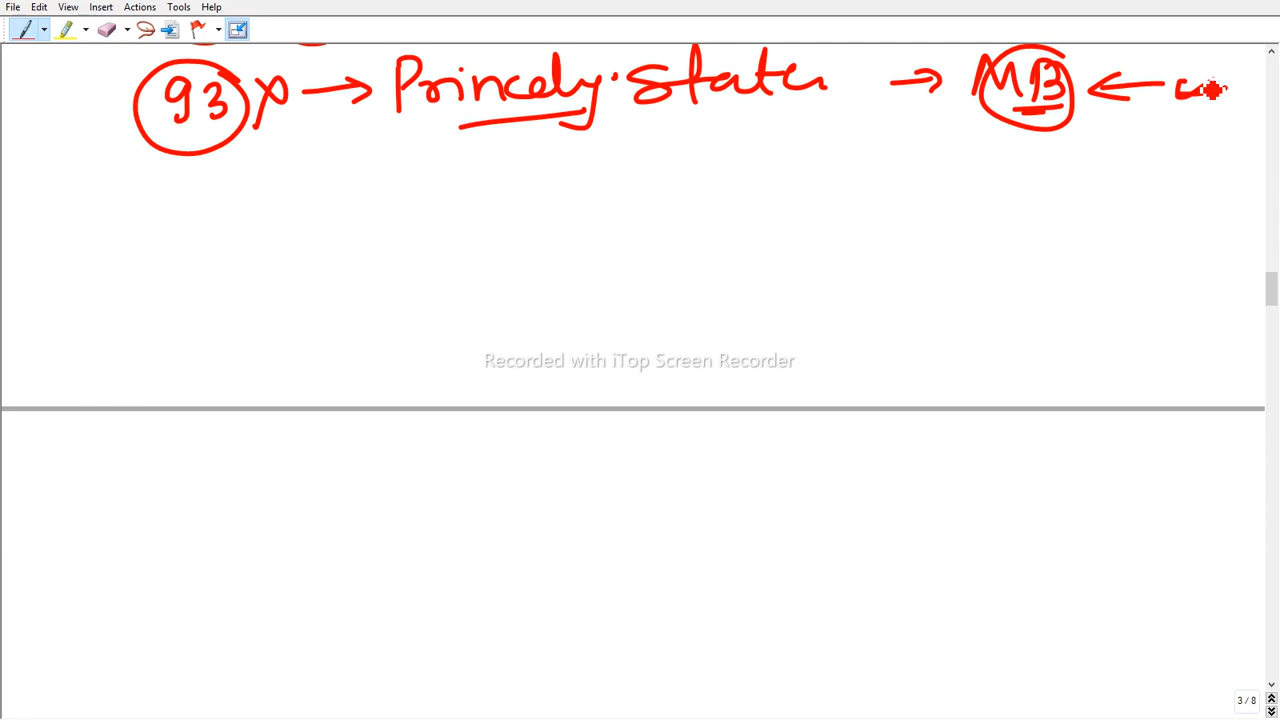 File Edit View Insert Actions Tools Help
93 X → Princely States → MB ←
Recorded with iTop Screen Recorder
3 / 8